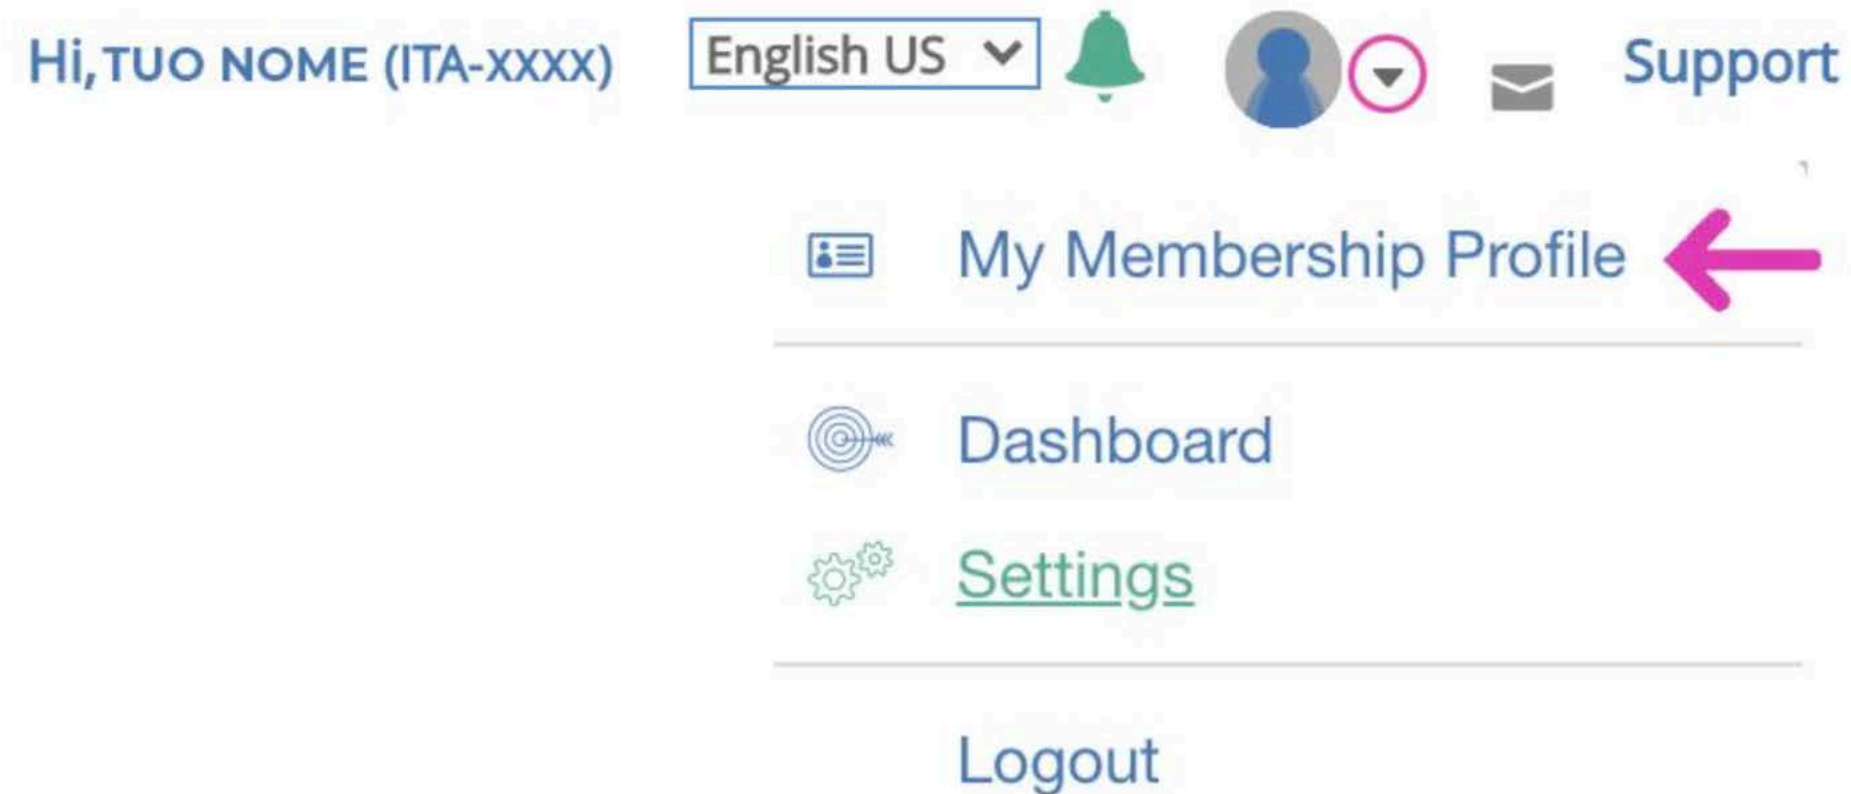 Hi, TUO NOME (ITA-XXXX) English US Support
My Membership Profile
Dashboard
Settings
Logout